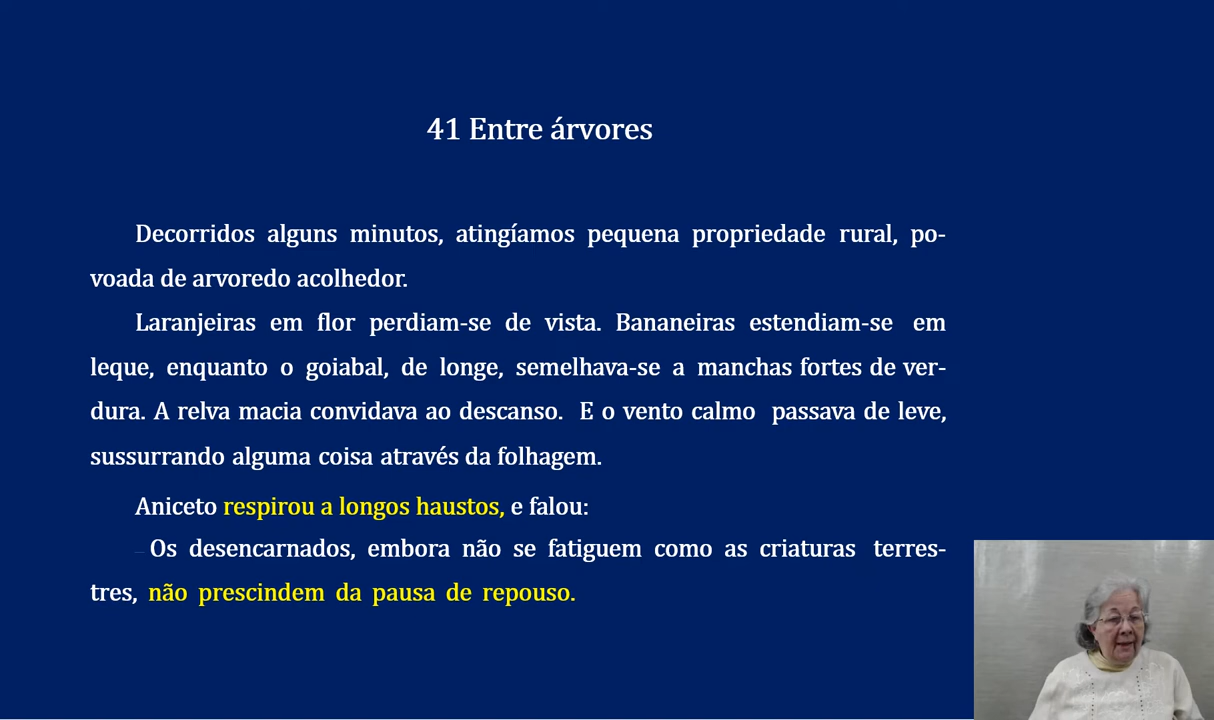 41 Entre árvores
Decorridos alguns minutos, atingíamos pequena propriedade rural, po-
voada de arvoredo acolhedor.
Laranjeiras em flor perdiam-se de vista. Bananeiras estendiam-se em
leque, enquanto o goiabal, de longe, semelhava-se a manchas fortes de ver-
dura. A relva macia convidava ao descanso. E o vento calmo passava de leve,
sussurrando alguma coisa através da folhagem.
Aniceto respirou a longos haustos, e falou:
– Os desencarnados, embora não se fatiguem como as criaturas terres-
tres, não prescindem da pausa de repouso.